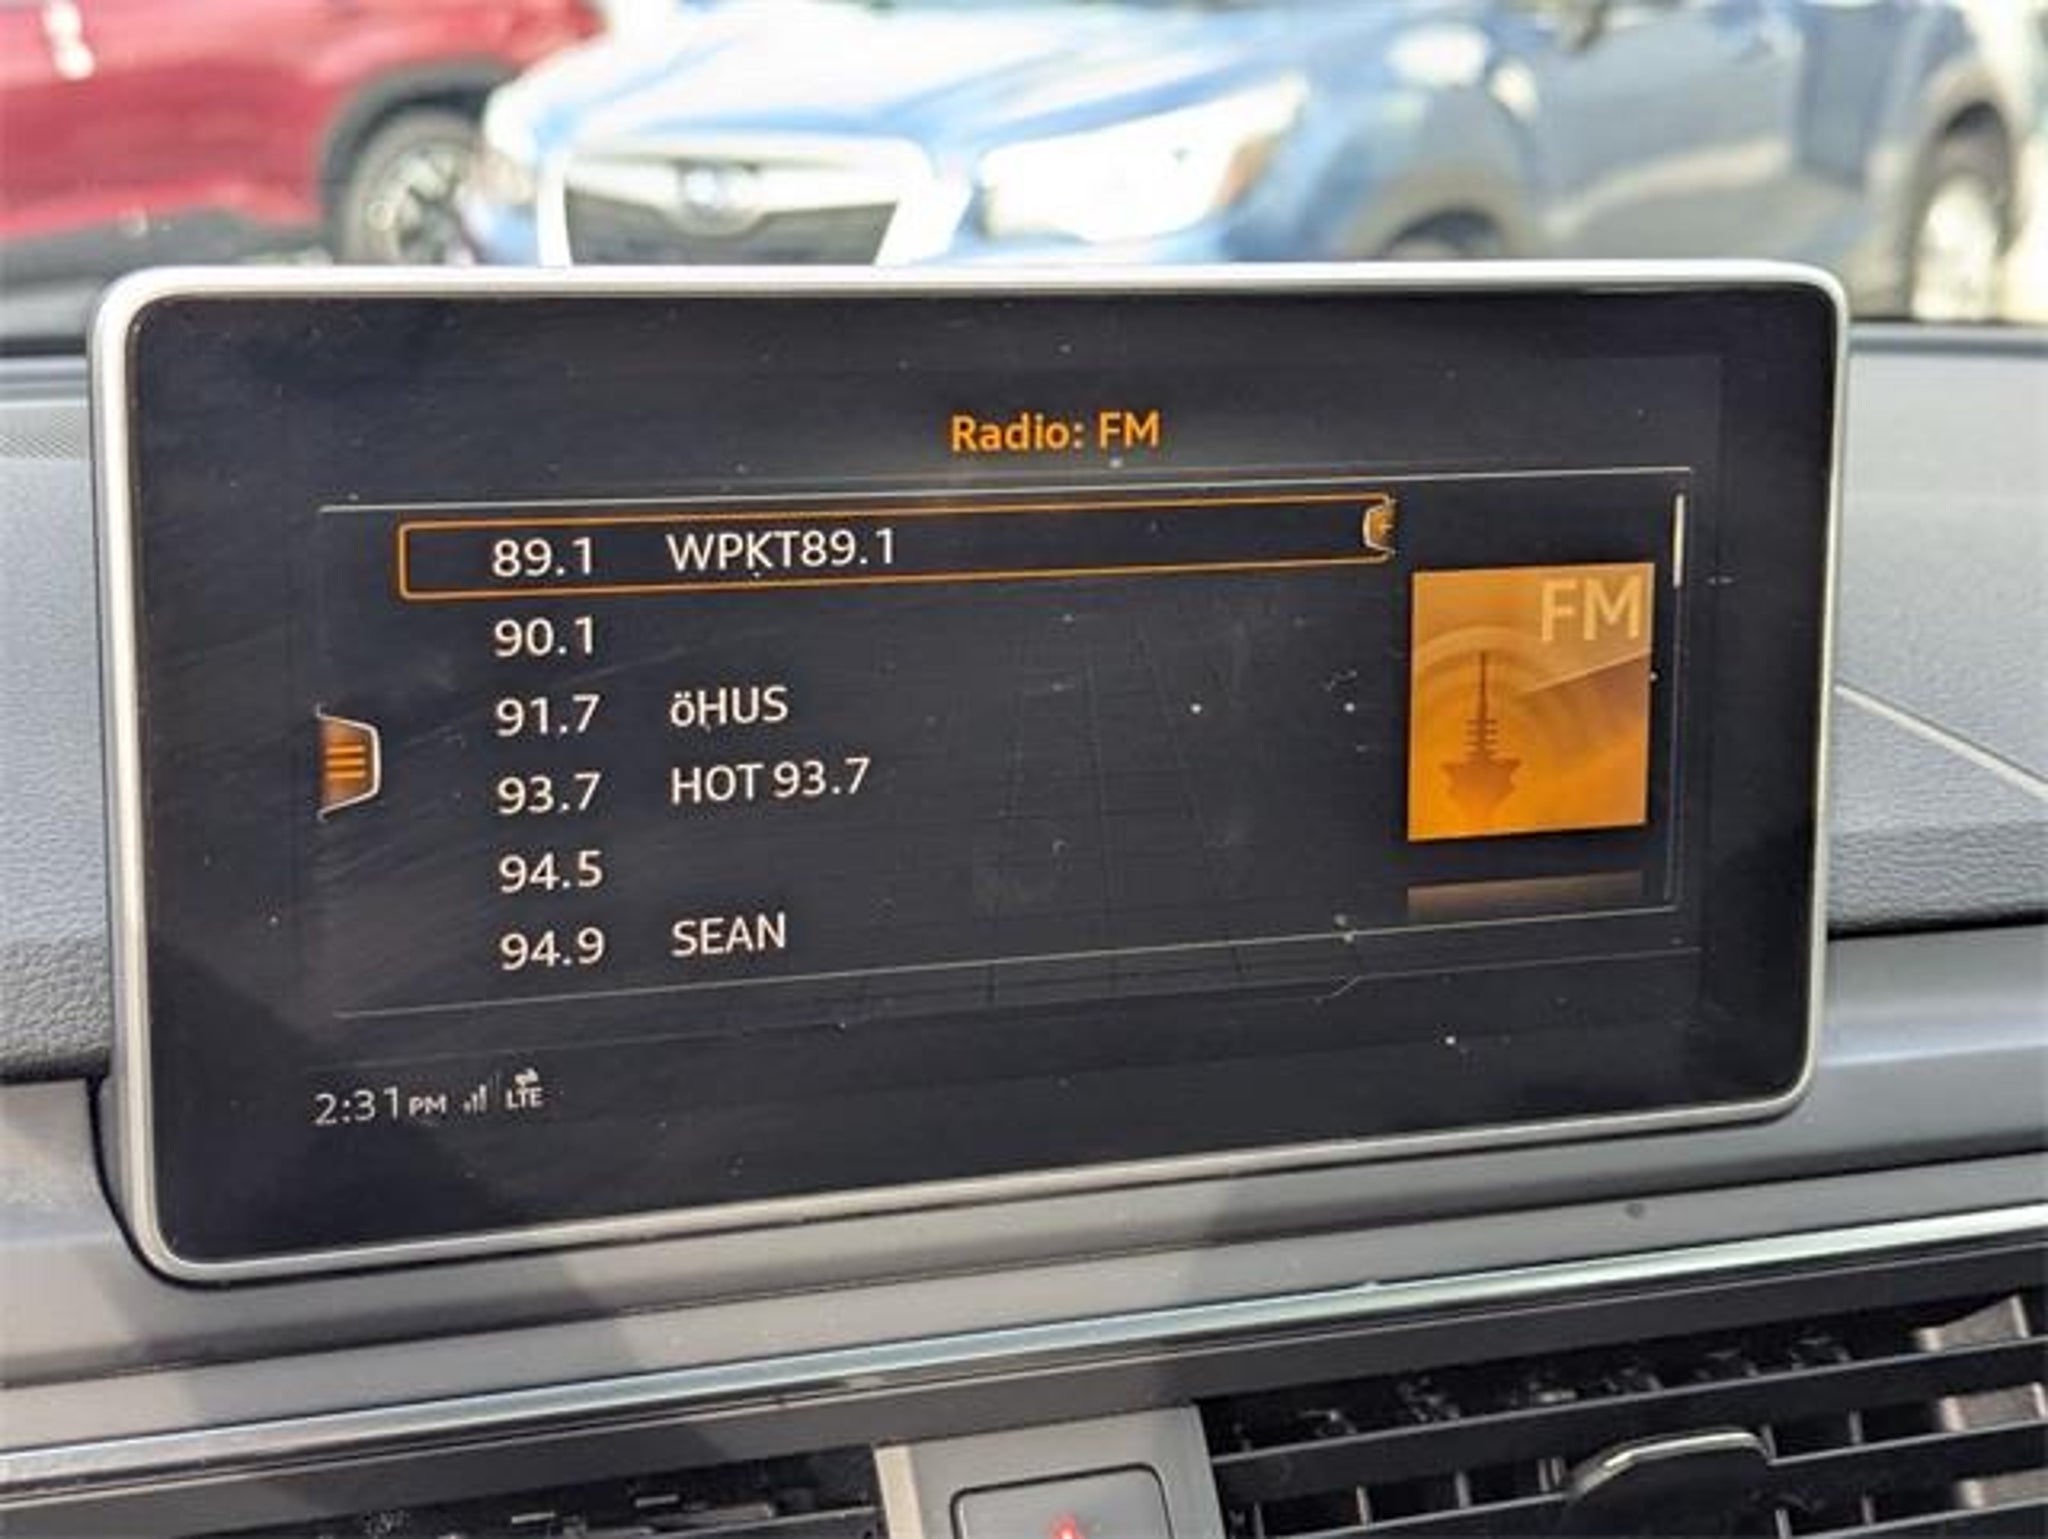 Radio: FM
89.1 WPKT89.1
90.1
91.7 öHUS
93.7 HOT 93.7
94.5
94.9 SEAN
FM
2:31 PM LTE